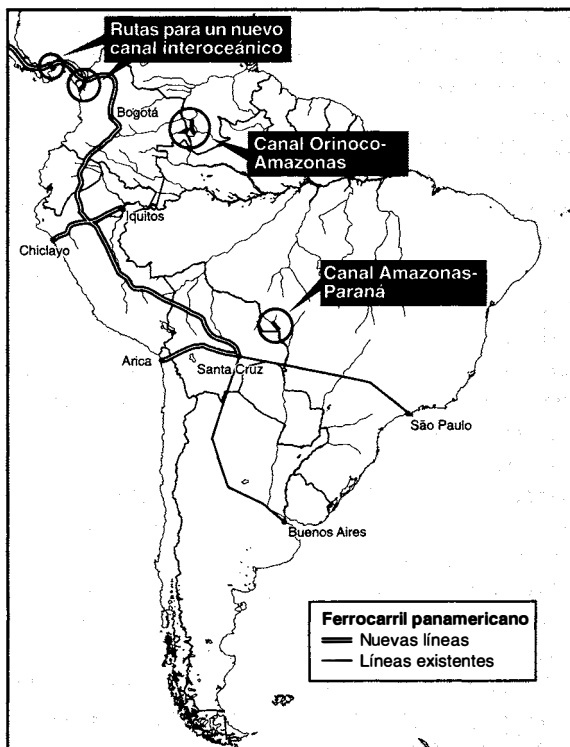 Rutas para un nuevo
canal interoceánico
Bogotá
Canal Orinoco-
Amazonas
Iquitos
Chiclayo
Canal Amazonas-
Paraná
Arica
Santa Cruz
São Paulo
Buenos Aires
Ferrocarril panamericano
Nuevas líneas
Líneas existentes